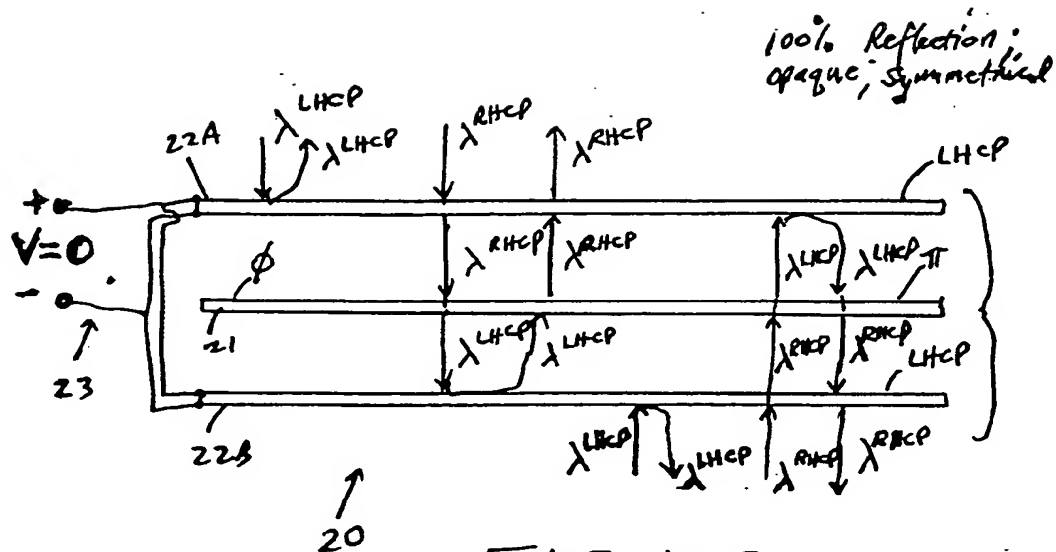 100% Reflection;
opaque; symmetrical
λLHCP
λLHCP
λRHCP
λRHCP
22A
LHCP
+
V=0
-
φ
λRHCP
λRHCP
λLHCP
λLHCP
π
21
λLHCP
λLHCP
λRHCP
λRHCP
LHCP
23
22B
λLHCP
λLHCP
λRHCP
λRHCP
20